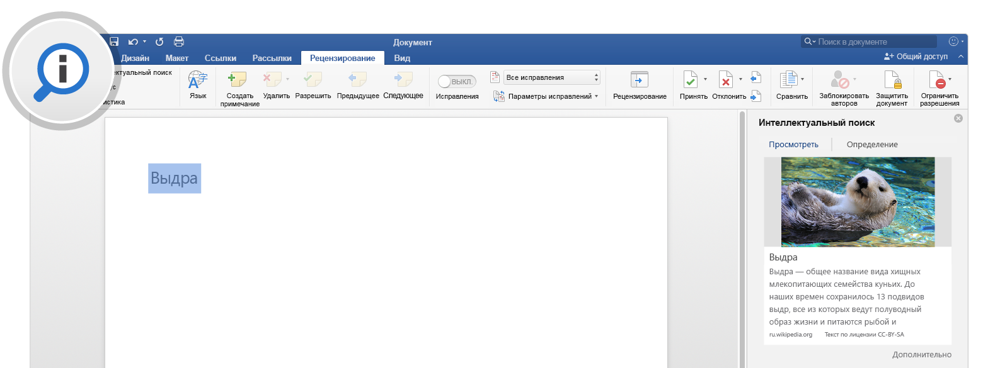 Документ
Поиск в документе
Дизайн Макет Ссылки Рассылки Рецензирование Вид
Общий доступ
поиск
Язык
Создать примечание
Удалить
Разрешить
Предыдущее
Следующее
ВЫКЛ.
Исправления
Все исправления
Параметры исправлений
Рецензирование
Принять
Отклонить
Сравнить
Заблокировать
авторов
Защитить
документ
Ограничить
разрешения
Выдра
Интеллектуальный поиск
Просмотреть Определение
Выдра
Выдра — общее название вида хищных
млекопитающих семейства куньих. До
наших времен сохранилось 13 подвидов
выдр, все из которых ведут полуводный
образ жизни и питаются рыбой и
ru.wikipedia.org Текст по лицензии CC-BY-SA
Дополнительно